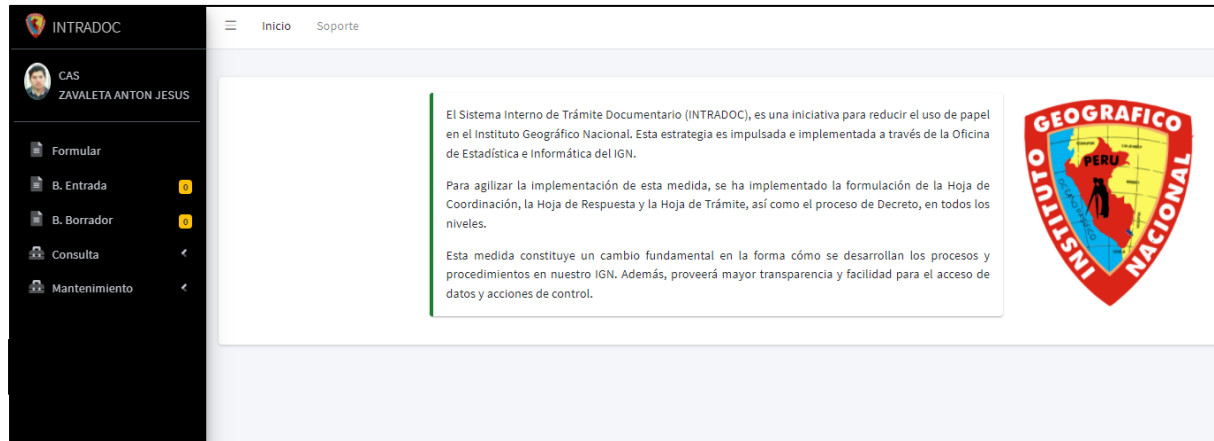 INTRADOC
Inicio Soporte
CAS
ZAVALETA ANTON JESUS
Formular
B. Entrada 0
B. Borrador 0
Consulta
Mantenimiento
El Sistema Interno de Trámite Documentario (INTRADOC), es una iniciativa para reducir el uso de papel
en el Instituto Geográfico Nacional. Esta estrategia es impulsada e implementada a través de la Oficina
de Estadística e Informática del IGN.
Para agilizar la implementación de esta medida, se ha implementado la formulación de la Hoja de
Coordinación, la Hoja de Respuesta y la Hoja de Trámite, así como el proceso de Decreto, en todos los
niveles.
Esta medida constituye un cambio fundamental en la forma cómo se desarrollan los procesos y
procedimientos en nuestro IGN. Además, proveerá mayor transparencia y facilidad para el acceso de
datos y acciones de control.
INSTITUTO
GEOGRAFICO
NACIONAL
PERU